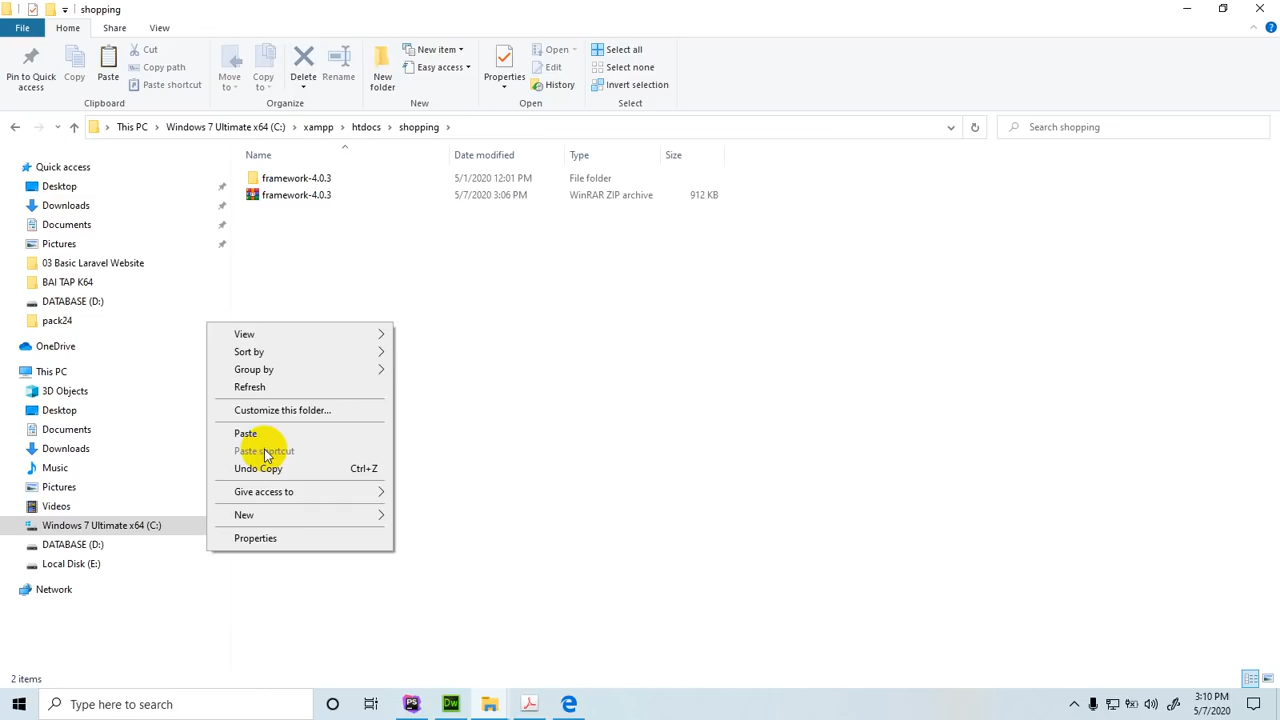 shopping
File Home Share View
Pin to Quick access
Copy
Paste
Cut
Copy path
Paste shortcut
Clipboard
Move to
Copy to
Delete
Rename
Organize
New folder
New item
Easy access
New
Properties
Open
Edit
History
Open
Select all
Select none
Invert selection
Select
This PC > Windows 7 Ultimate x64 (C:) > xampp > htdocs > shopping >
Search shopping
Name Date modified Type Size
framework-4.0.3 5/1/2020 12:01 PM File folder
framework-4.0.3 5/7/2020 3:06 PM WinRAR ZIP archive 912 KB
Quick access
Desktop
Downloads
Documents
Pictures
03 Basic Laravel Website
BAI TAP K64
DATABASE (D:)
pack24
OneDrive
This PC
3D Objects
Desktop
Documents
Downloads
Music
Pictures
Videos
Windows 7 Ultimate x64 (C:)
DATABASE (D:)
Local Disk (E:)
Network
View
Sort by
Group by
Refresh
Customize this folder...
Paste
Paste shortcut
Undo Copy Ctrl+Z
Give access to
New
Properties
2 items
Type here to search
PS
Dw
3:10 PM
5/7/2020